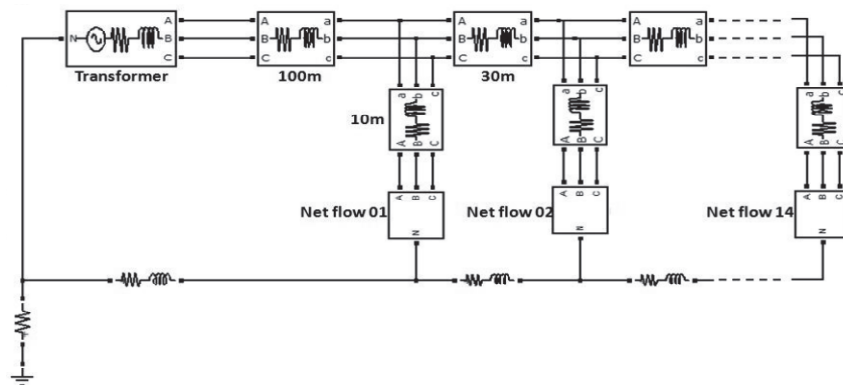 A A a A a A a
N B B b B b B b
C C c C c C c
Transformer 100m 30m
a b c a b c a b c
10m
A B C A B C A B C
A B C A B C A B C
Net flow 01 Net flow 02 Net flow 14
N N N